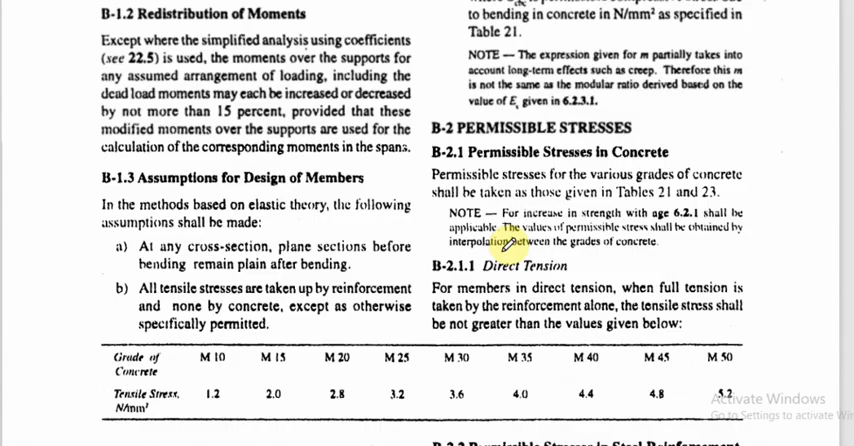 B-1.2 Redistribution of Moments
Except where the simplified analysis using coefficients
(see 22.5) is used, the moments over the supports for
any assumed arrangement of loading, including the
dead load moments may each be increased or decreased
by not more than 15 percent, provided that these
modified moments over the supports are used for the
calculation of the corresponding moments in the spans.
B-1.3 Assumptions for Design of Members
In the methods based on elastic theory, the following
assumptions shall be made:
a) At any cross-section, plane sections before
bending remain plain after bending.
b) All tensile stresses are taken up by reinforcement
and none by concrete, except as otherwise
specifically permitted.
to bending in concrete in N/mm² as specified in
Table 21.
NOTE — The expression given for m partially takes into
account long-term effects such as creep. Therefore this m
is not the same as the modular ratio derived based on the
value of Ec given in 6.2.3.1.
B-2 PERMISSIBLE STRESSES
B-2.1 Permissible Stresses in Concrete
Permissible stresses for the various grades of concrete
shall be taken as those given in Tables 21 and 23.
NOTE — For increase in strength with age 6.2.1 shall be
applicable. The values of permissible stress shall be obtained by
interpolation between the grades of concrete.
B-2.1.1 Direct Tension
For members in direct tension, when full tension is
taken by the reinforcement alone, the tensile stress shall
be not greater than the values given below:
Grade of M 10 M 15 M 20 M 25 M 30 M 35 M 40 M 45 M 50
Concrete
Tensile Stress, 1.2 2.0 2.8 3.2 3.6 4.0 4.4 4.8 5.2
N/mm²
Activate Windows
Go to Settings to activate Win